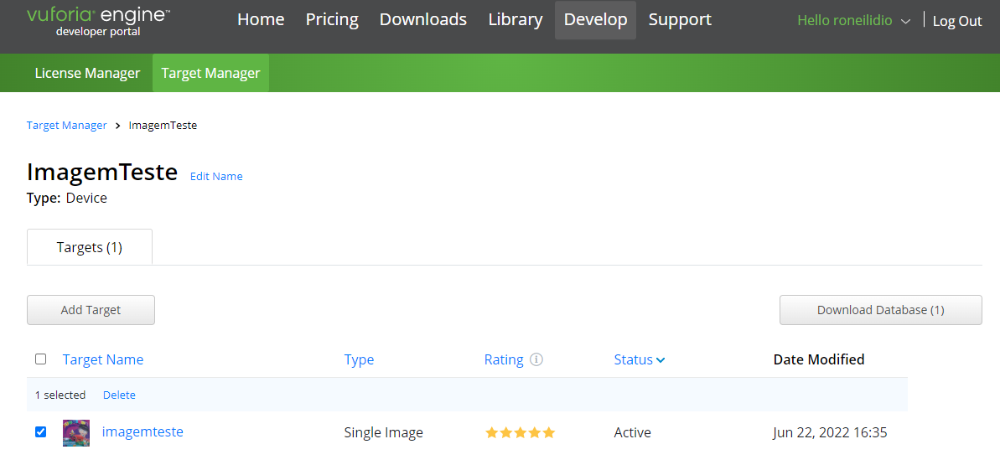 vuforia engine™
developer portal
Home Pricing Downloads Library Develop Support Hello roneilidio Log Out
License Manager Target Manager
Target Manager > ImagemTeste
ImagemTeste Edit Name
Type: Device
Targets (1)
Add Target Download Database (1)
Target Name Type Rating Status Date Modified
1 selected Delete
imagemteste Single Image Active Jun 22, 2022 16:35